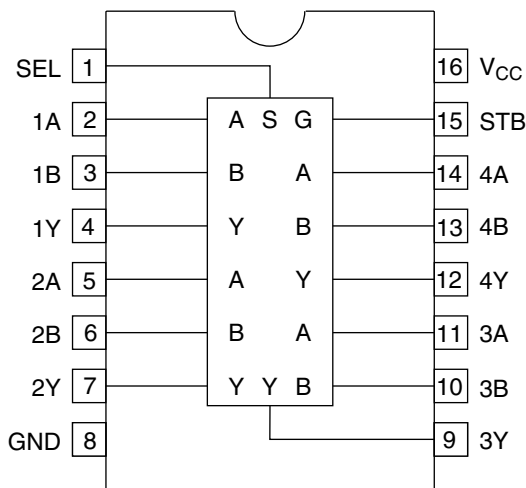 SEL 1 16 VCC
1A 2 A S G 15 STB
1B 3 B A 14 4A
1Y 4 Y B 13 4B
2A 5 A Y 12 4Y
2B 6 B A 11 3A
2Y 7 Y Y B 10 3B
GND 8 9 3Y